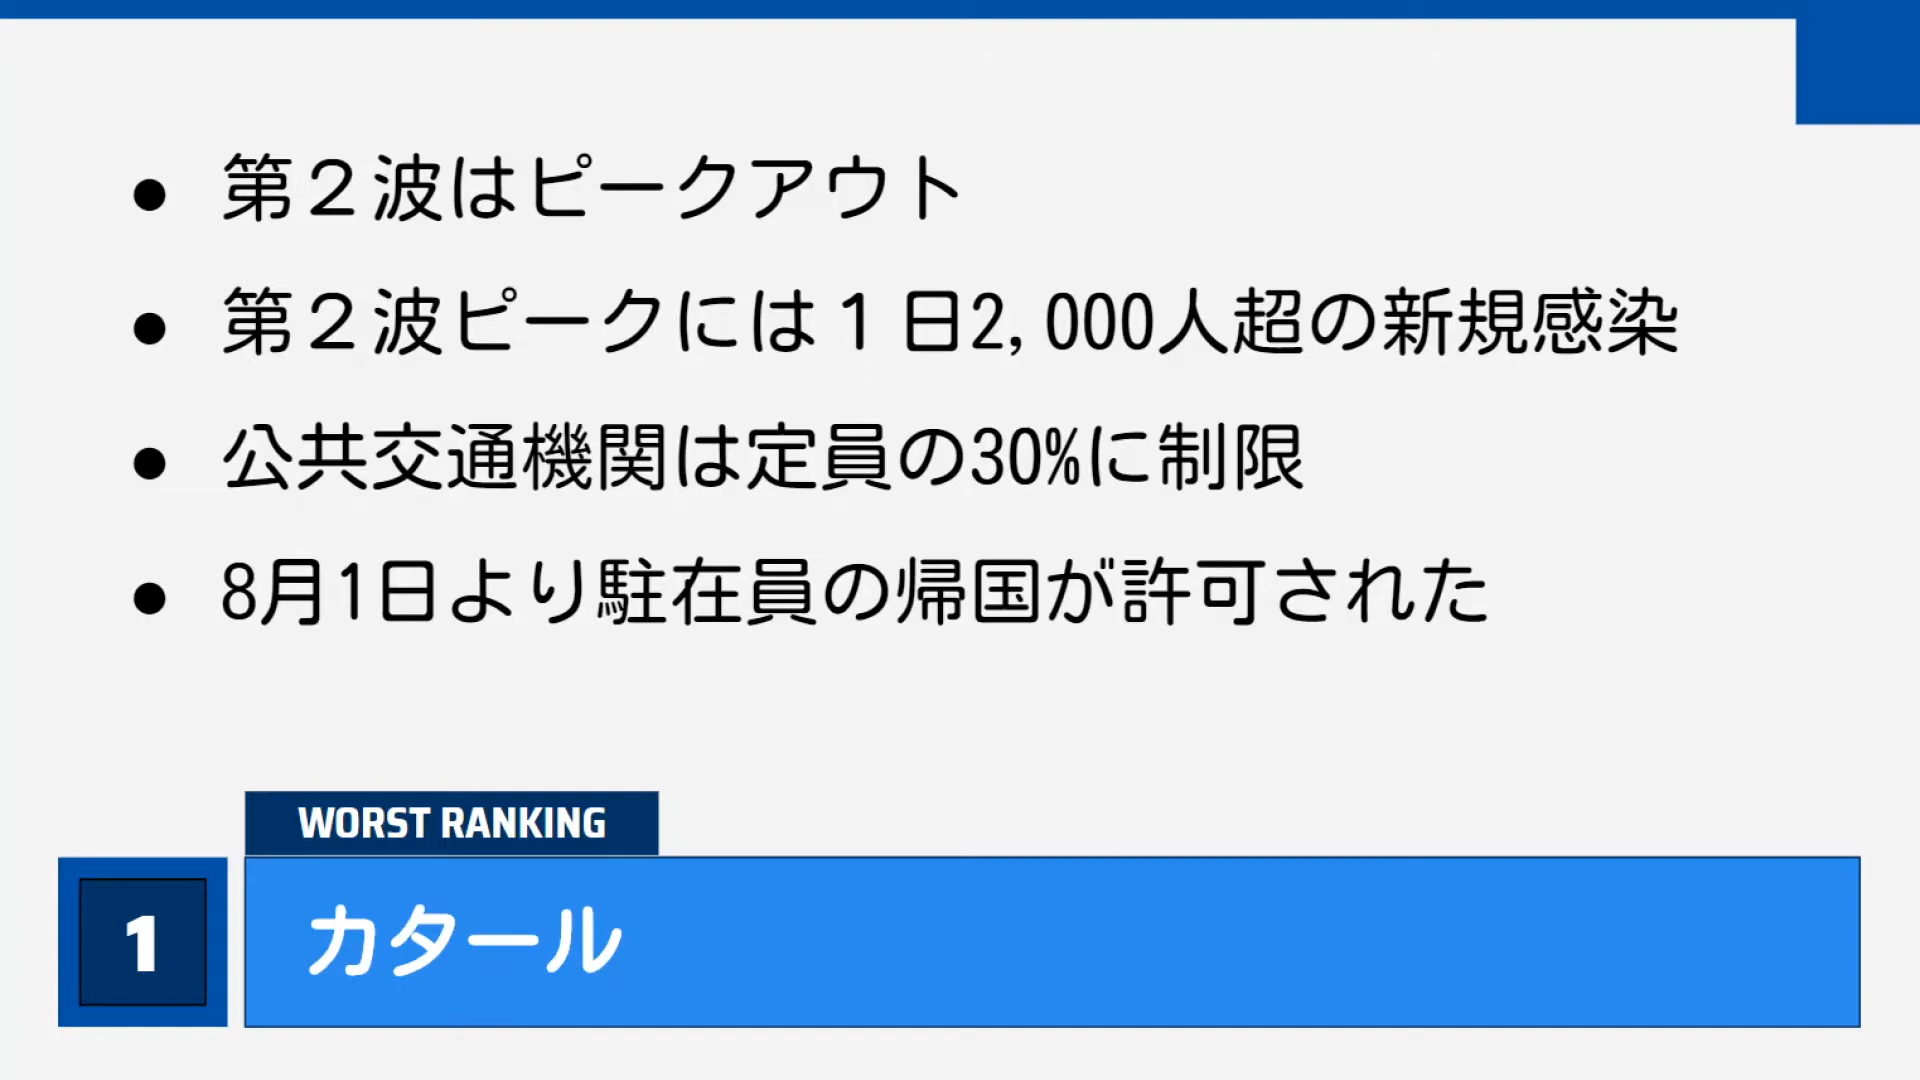 ● 第２波はピークアウト
● 第２波ピークには１日2,000人超の新規感染
● 公共交通機関は定員の30%に制限
● 8月1日より駐在員の帰国が許可された
WORST RANKING
1
カタール